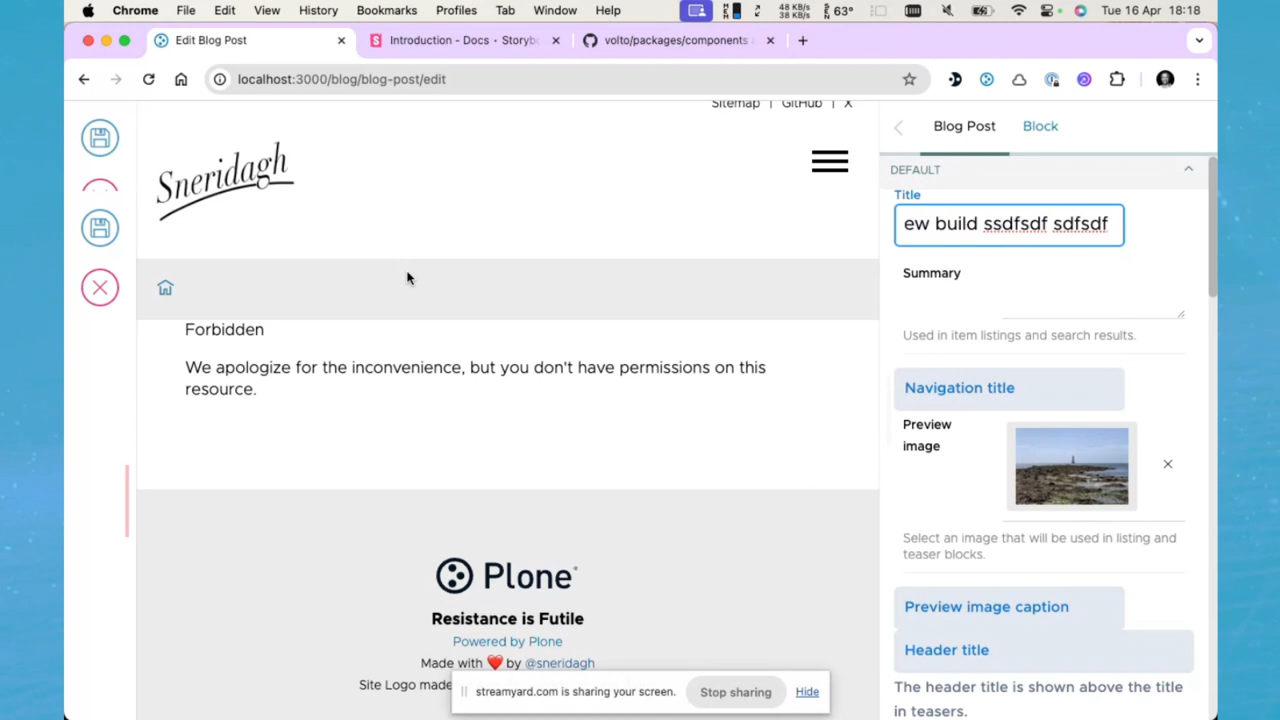 Chrome File Edit View History Bookmarks Profiles Tab Window Help 48 KB/s 38 KB/s 63° Tue 16 Apr 18:18
Edit Blog Post Introduction - Docs • Storyb volto/packages/components
localhost:3000/blog/blog-post/edit
Sitemap | GitHub | X
Sneridagh
Forbidden
We apologize for the inconvenience, but you don't have permissions on this
resource.
Plone
Resistance is Futile
Powered by Plone
Made with ❤️ by @sneridagh
Site Logo made
streamyard.com is sharing your screen. Stop sharing Hide
Blog Post Block
DEFAULT
Title
ew build ssdfsdf sdfsdf
Summary
Used in item listings and search results.
Navigation title
Preview
image
Select an image that will be used in listing and
teaser blocks.
Preview image caption
Header title
The header title is shown above the title
in teasers.